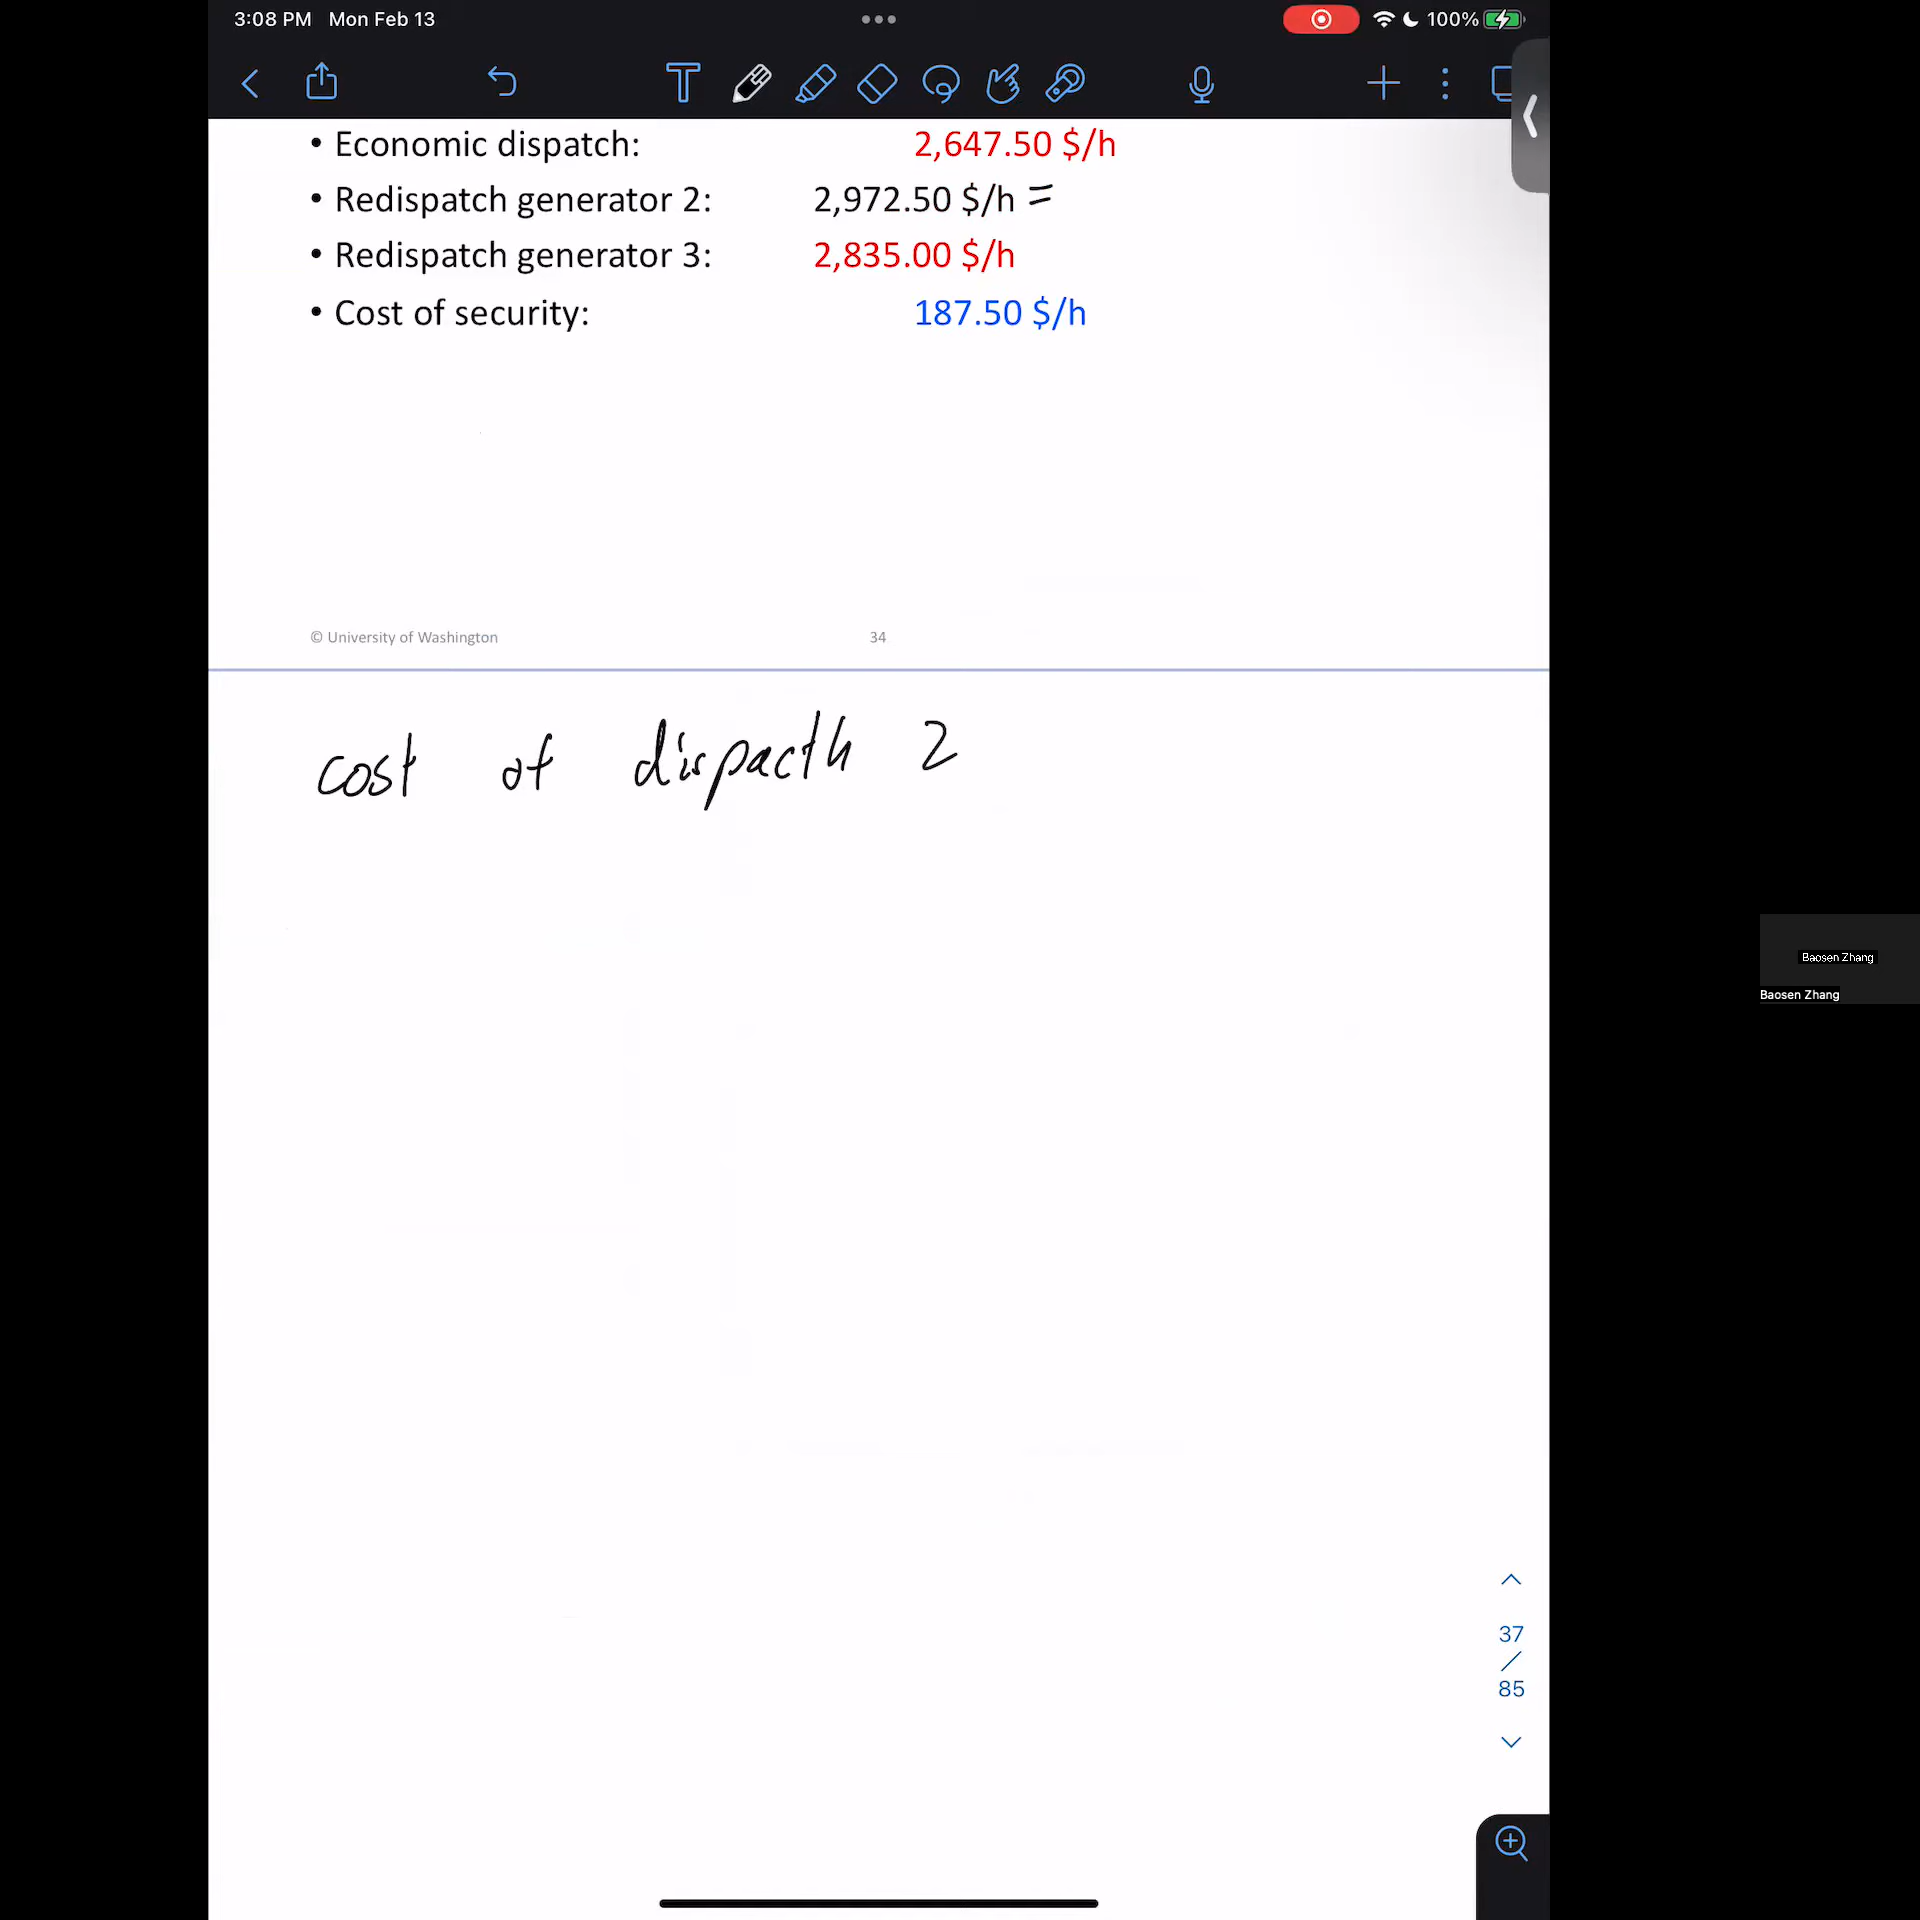 3:08 PM Mon Feb 13
100%
• Economic dispatch: 2,647.50 $/h
• Redispatch generator 2: 2,972.50 $/h =
• Redispatch generator 3: 2,835.00 $/h
• Cost of security: 187.50 $/h
© University of Washington 34
cost of dispacth 2
Baosen Zhang
Baosen Zhang
37
/
85